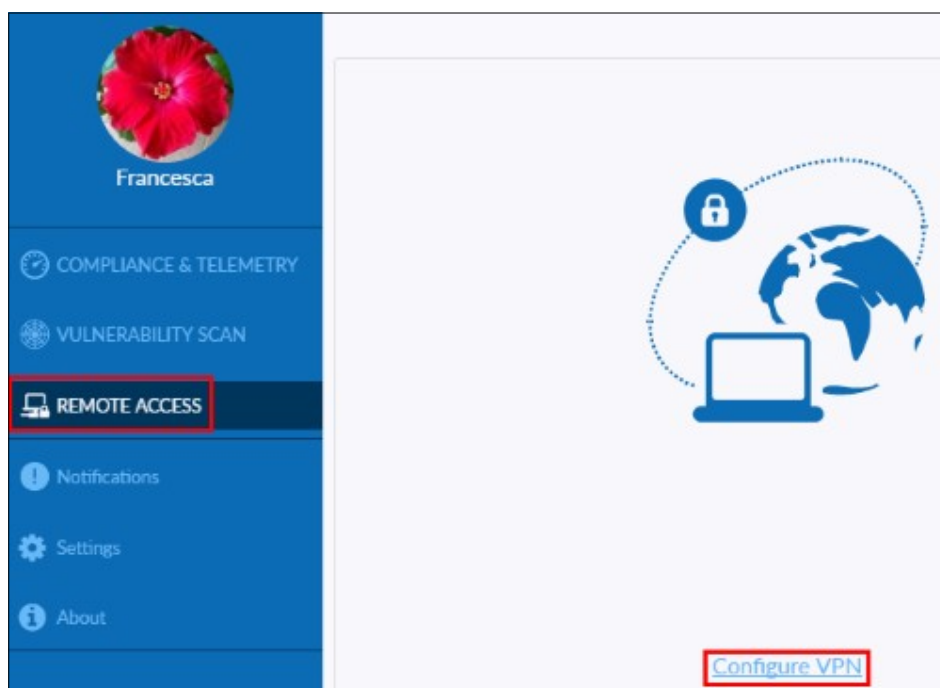 Francesca
COMPLIANCE & TELEMETRY
VULNERABILITY SCAN
REMOTE ACCESS
Notifications
Settings
About
Configure VPN